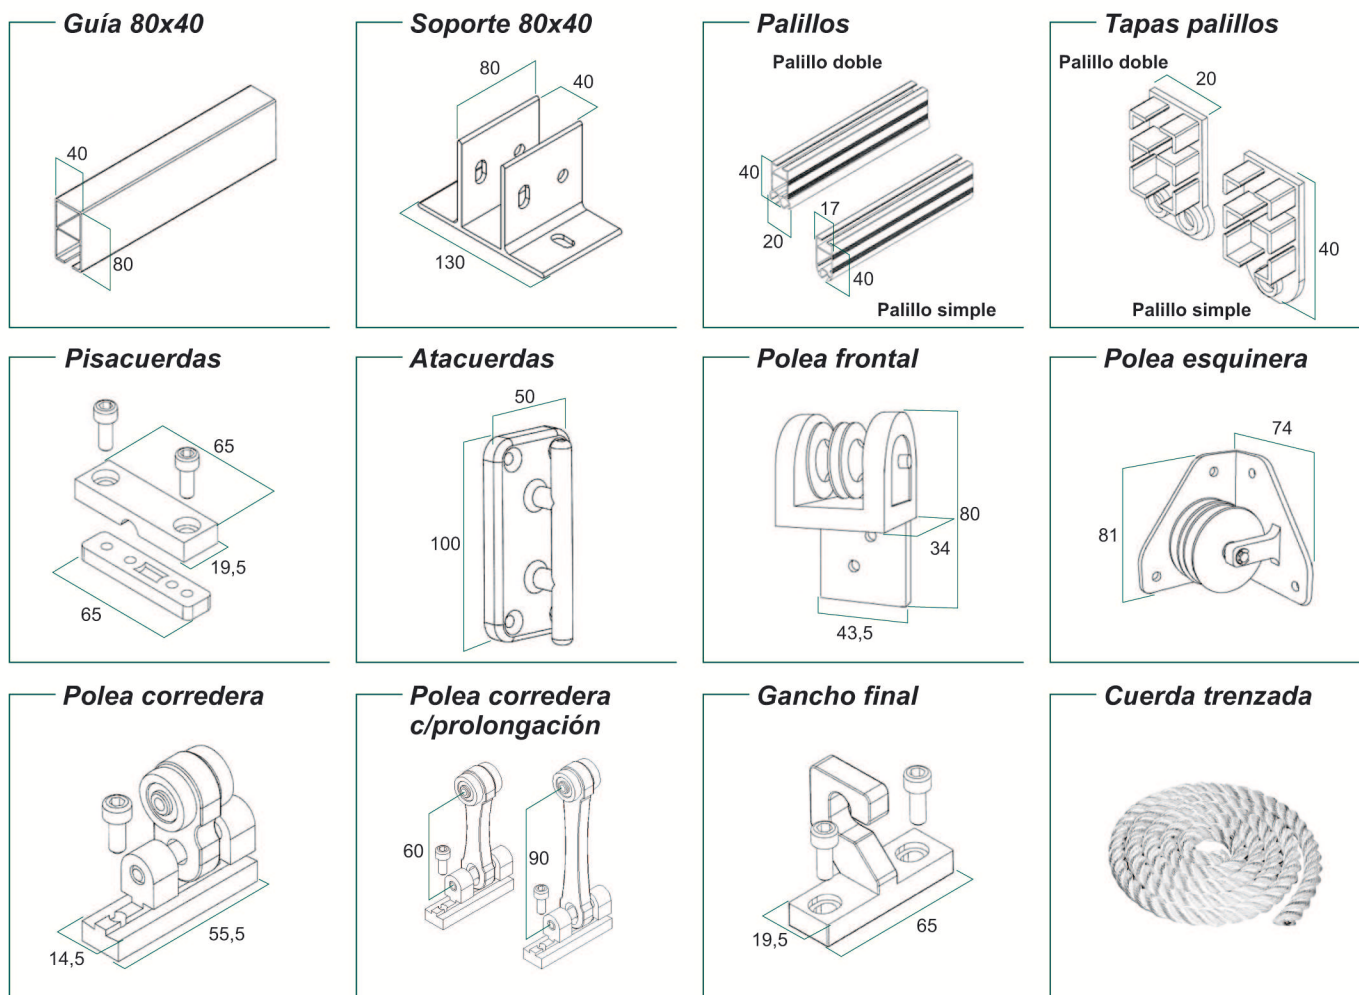 Guía 80x40
40
80
Soporte 80x40
80
40
130
Palillos
Palillo doble
40
20
17
40
Palillo simple
Tapas palillos
Palillo doble
20
40
Palillo simple
Pisacuerdas
65
19,5
65
Atacuerdas
50
100
Polea frontal
80
34
43,5
Polea esquinera
74
81
Polea corredera
14,5
55,5
Polea corredera
c/prolongación
60
90
Gancho final
19,5
65
Cuerda trenzada